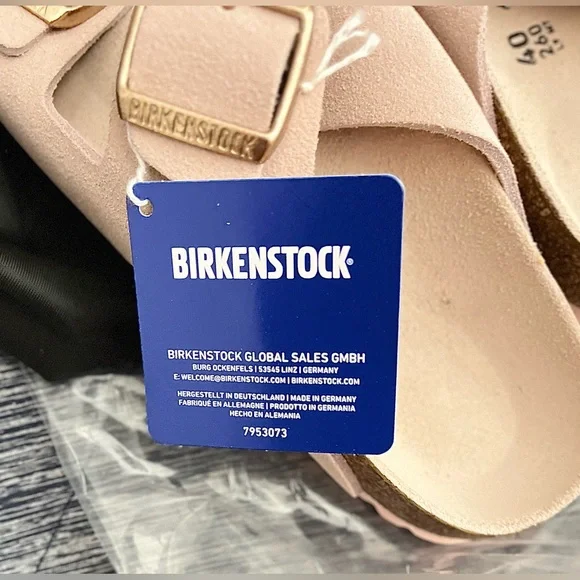 BIRKENSTOCK
40
260
BIRKENSTOCK®
BIRKENSTOCK GLOBAL SALES GMBH
BURG OCKENFELS | 53545 LINZ | GERMANY
E: WELCOME@BIRKENSTOCK.COM | BIRKENSTOCK.COM
HERGESTELLT IN DEUTSCHLAND | MADE IN GERMANY
FABRIQUÉ EN ALLEMAGNE | PRODOTTO IN GERMANIA
HECHO EN ALEMANIA
7953073